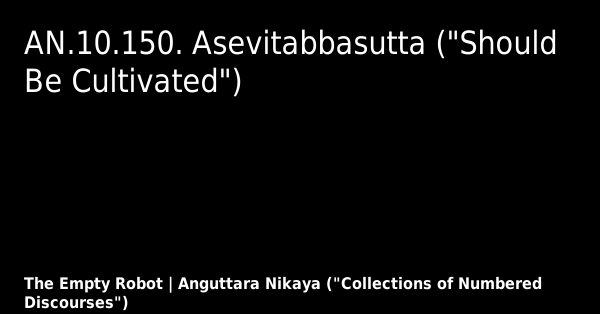 AN.10.150. Asevitabbasutta ("Should
Be Cultivated")
The Empty Robot | Anguttara Nikaya ("Collections of Numbered
Discourses")